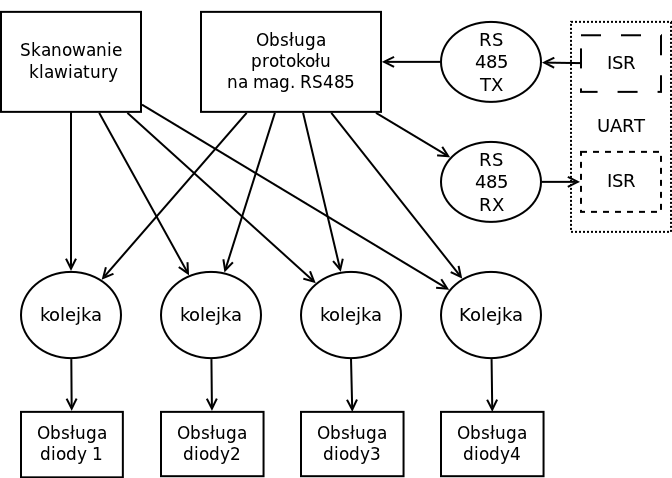 Skanowanie
klawiatury
Obsługa
protokołu
na mag. RS485
RS
485
TX
ISR
UART
RS
485
RX
ISR
kolejka
kolejka
kolejka
Kolejka
Obsługa
diody 1
Obsługa
diody2
Obsługa
diody3
Obsługa
diody4